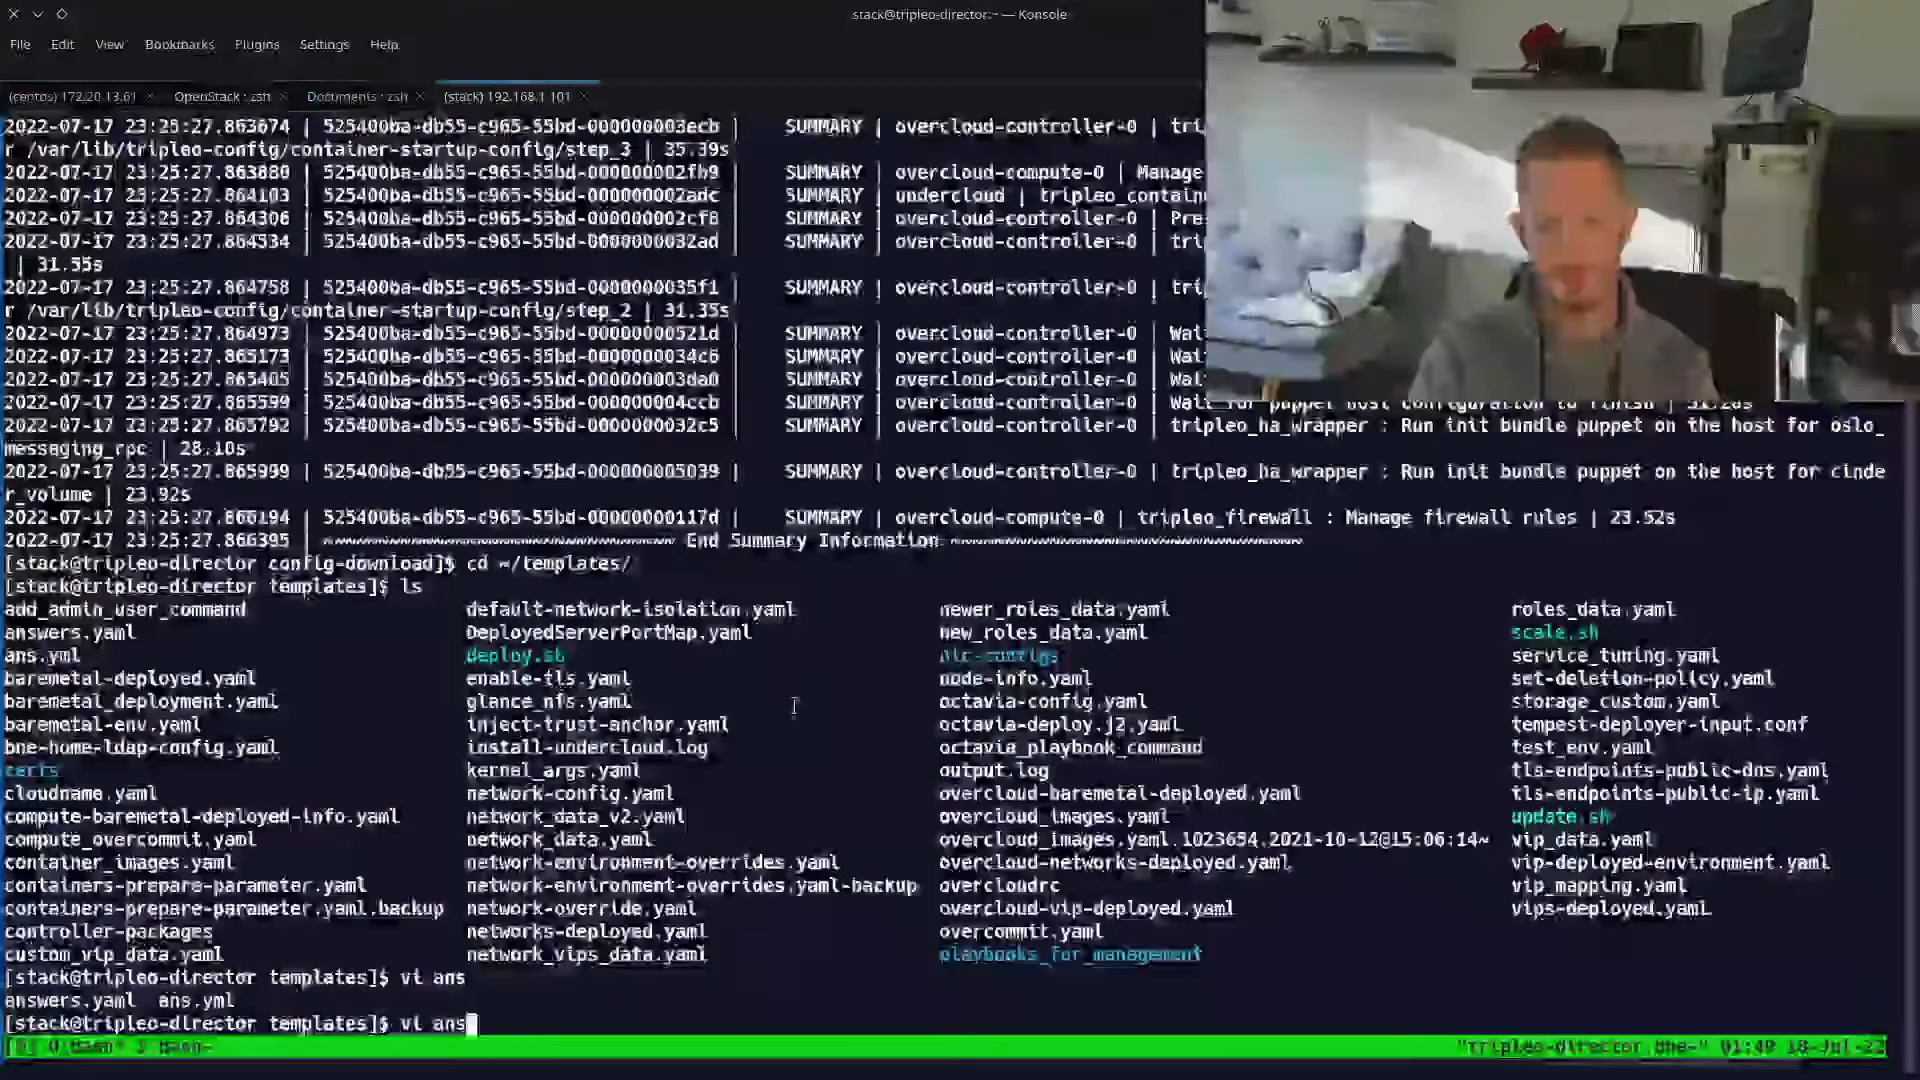 stack@tripleo-director:~ — Konsole
File Edit View Bookmarks Plugins Settings Help
(centos) 172.20.13.61 OpenStack : zsh Documents : zsh (stack) 192.168.1.101
2022-07-17 23:25:27.863674 | 525400ba-db55-c965-55bd-000000003ecb | SUMMARY | overcloud-controller-0 | tri
r /var/lib/tripleo-config/container-startup-config/step_3 | 35.39s
2022-07-17 23:25:27.863880 | 525400ba-db55-c965-55bd-000000002fb9 | SUMMARY | overcloud-compute-0 | Manage
2022-07-17 23:25:27.864103 | 525400ba-db55-c965-55bd-000000002adc | SUMMARY | undercloud | tripleo_contain
2022-07-17 23:25:27.864306 | 525400ba-db55-c965-55bd-000000002cf8 | SUMMARY | overcloud-controller-0 | Pre
2022-07-17 23:25:27.864534 | 525400ba-db55-c965-55bd-0000000032ad | SUMMARY | overcloud-controller-0 | tri
| 31.55s
2022-07-17 23:25:27.864758 | 525400ba-db55-c965-55bd-0000000035f1 | SUMMARY | overcloud-controller-0 | tri
r /var/lib/tripleo-config/container-startup-config/step_2 | 31.35s
2022-07-17 23:25:27.864973 | 525400ba-db55-c965-55bd-00000000521d | SUMMARY | overcloud-controller-0 | Wai
2022-07-17 23:25:27.865173 | 525400ba-db55-c965-55bd-0000000034c6 | SUMMARY | overcloud-controller-0 | Wai
2022-07-17 23:25:27.865405 | 525400ba-db55-c965-55bd-000000003da0 | SUMMARY | overcloud-controller-0 | Wai
2022-07-17 23:25:27.865599 | 525400ba-db55-c965-55bd-000000004ccb | SUMMARY | overcloud-controller-0 | Wait for puppet host configuration to finish |
2022-07-17 23:25:27.865792 | 525400ba-db55-c965-55bd-0000000032c5 | SUMMARY | overcloud-controller-0 | tripleo_ha_wrapper : Run init bundle puppet on the host for oslo_
messaging_rpc | 28.10s
2022-07-17 23:25:27.865999 | 525400ba-db55-c965-55bd-000000005039 | SUMMARY | overcloud-controller-0 | tripleo_ha_wrapper : Run init bundle puppet on the host for cinde
r_volume | 23.92s
2022-07-17 23:25:27.866194 | 525400ba-db55-c965-55bd-00000000117d | SUMMARY | overcloud-compute-0 | tripleo_firewall : Manage firewall rules | 23.52s
2022-07-17 23:25:27.866395 | ~~~~~~~~~~~~~~~~~~~~~~~~~~~~~~~~~~~~ End Summary Information ~~~~~~~~~~~~~~~~~~~~~~~~~~~~~~~~~~~~
[stack@tripleo-director config-download]$ cd ~/templates/
[stack@tripleo-director templates]$ ls
add_admin_user_command default-network-isolation.yaml newer_roles_data.yaml roles_data.yaml
answers.yaml DeployedServerPortMap.yaml new_roles_data.yaml scale.sh
ans.yml deploy.sh nic-configs service_tuning.yaml
baremetal-deployed.yaml enable-tls.yaml node-info.yaml set-deletion-policy.yaml
baremetal_deployment.yaml glance_nfs.yaml octavia-config.yaml storage_custom.yaml
baremetal-env.yaml inject-trust-anchor.yaml octavia-deploy.j2.yaml tempest-deployer-input.conf
bne-home-ldap-config.yaml install-undercloud.log octavia_playbook_command test_env.yaml
certs kernel_args.yaml output.log tls-endpoints-public-dns.yaml
cloudname.yaml network-config.yaml overcloud-baremetal-deployed.yaml tls-endpoints-public-ip.yaml
compute-baremetal-deployed-info.yaml network_data_v2.yaml overcloud_images.yaml update.sh
compute_overcommit.yaml network_data.yaml overcloud_images.yaml.1023654.2021-10-12@15:06:14~ vip_data.yaml
container_images.yaml network-environment-overrides.yaml overcloud-networks-deployed.yaml vip-deployed-environment.yaml
containers-prepare-parameter.yaml network-environment-overrides.yaml-backup overcloudrc vip_mapping.yaml
containers-prepare-parameter.yaml.backup network-override.yaml overcloud-vip-deployed.yaml vips-deployed.yaml
controller-packages networks-deployed.yaml overcommit.yaml
custom_vip_data.yaml network_vips_data.yaml playbooks_for_management
[stack@tripleo-director templates]$ vi ans
answers.yaml ans.yml
[stack@tripleo-director templates]$ vi ans
"tripleo-director.bne-" 01:49 18-Jul-22